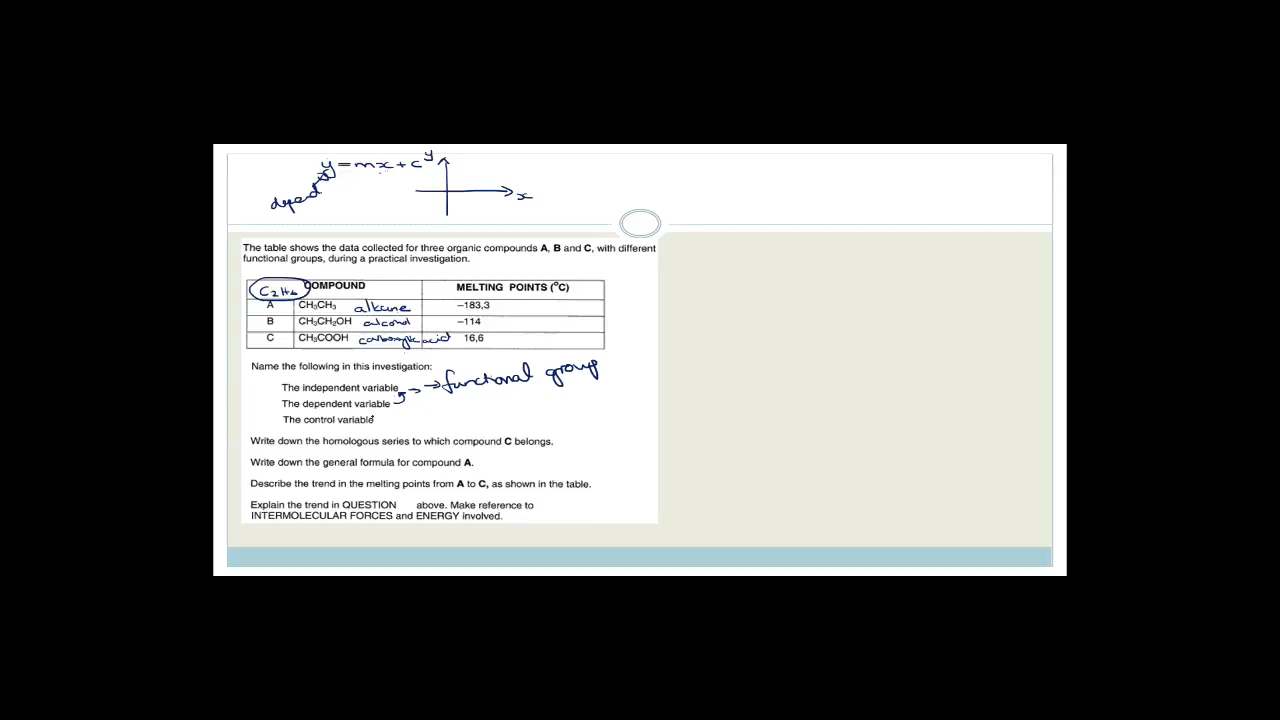 y = mx + c y
x
depend
The table shows the data collected for three organic compounds A, B and C, with different
functional groups, during a practical investigation.
C₂H₆ COMPOUND MELTING POINTS (°C)
A CH₃CH₃ alkane –183,3
B CH₃CH₂OH alcohol –114
C CH₃COOH carboxylic acid 16,6
Name the following in this investigation:
The independent variable → → functional group
The dependent variable
The control variable
Write down the homologous series to which compound C belongs.
Write down the general formula for compound A.
Describe the trend in the melting points from A to C, as shown in the table.
Explain the trend in QUESTION above. Make reference to
INTERMOLECULAR FORCES and ENERGY involved.